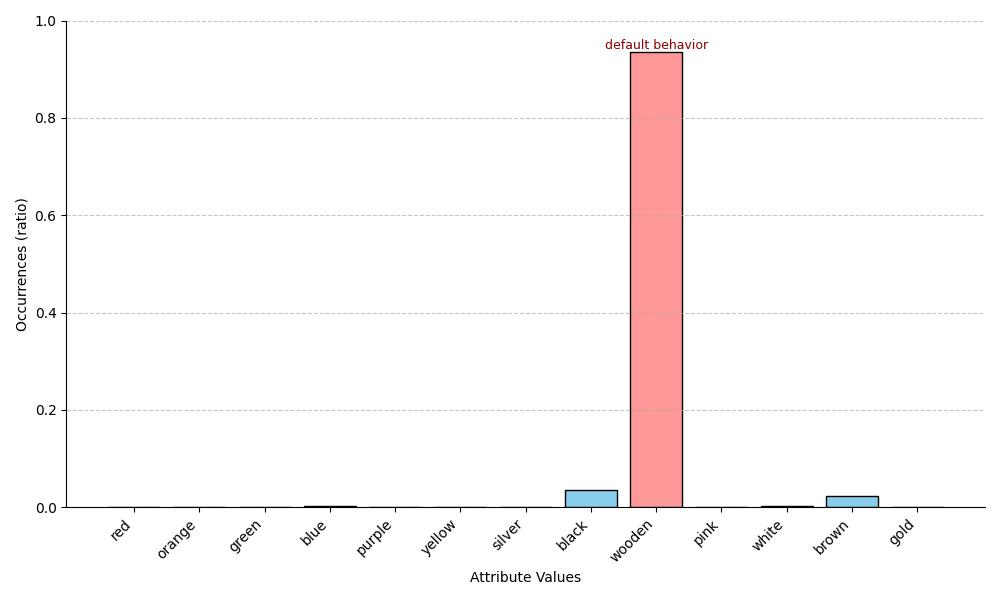 default behavior
1.0
0.8
0.6
0.4
0.2
0.0
Occurrences (ratio)
red
orange
green
blue
purple
yellow
silver
black
wooden
pink
white
brown
gold
Attribute Values